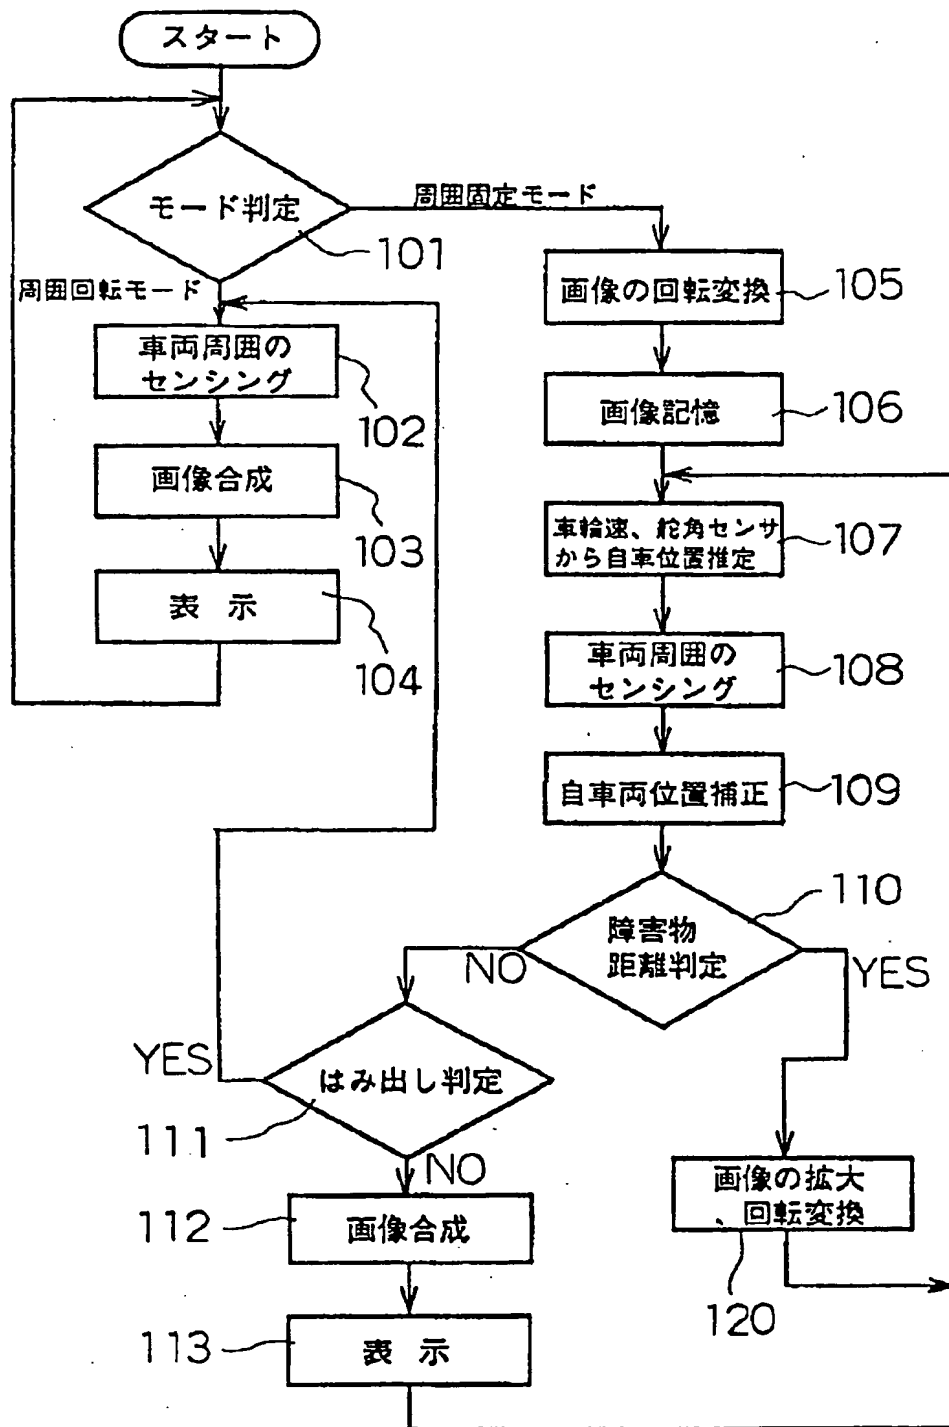 スタート
モード判定
101
周囲固定モード
周囲回転モード
車両周囲の
センシング
102
画像合成
103
表 示
104
画像の回転変換
105
画像記憶
106
車輪速、舵角センサ
から自車位置推定
107
車両周囲の
センシング
108
自車両位置補正
109
障害物
距離判定
110
NO
YES
はみ出し判定
111
YES
NO
画像合成
112
表 示
113
画像の拡大
、回転変換
120